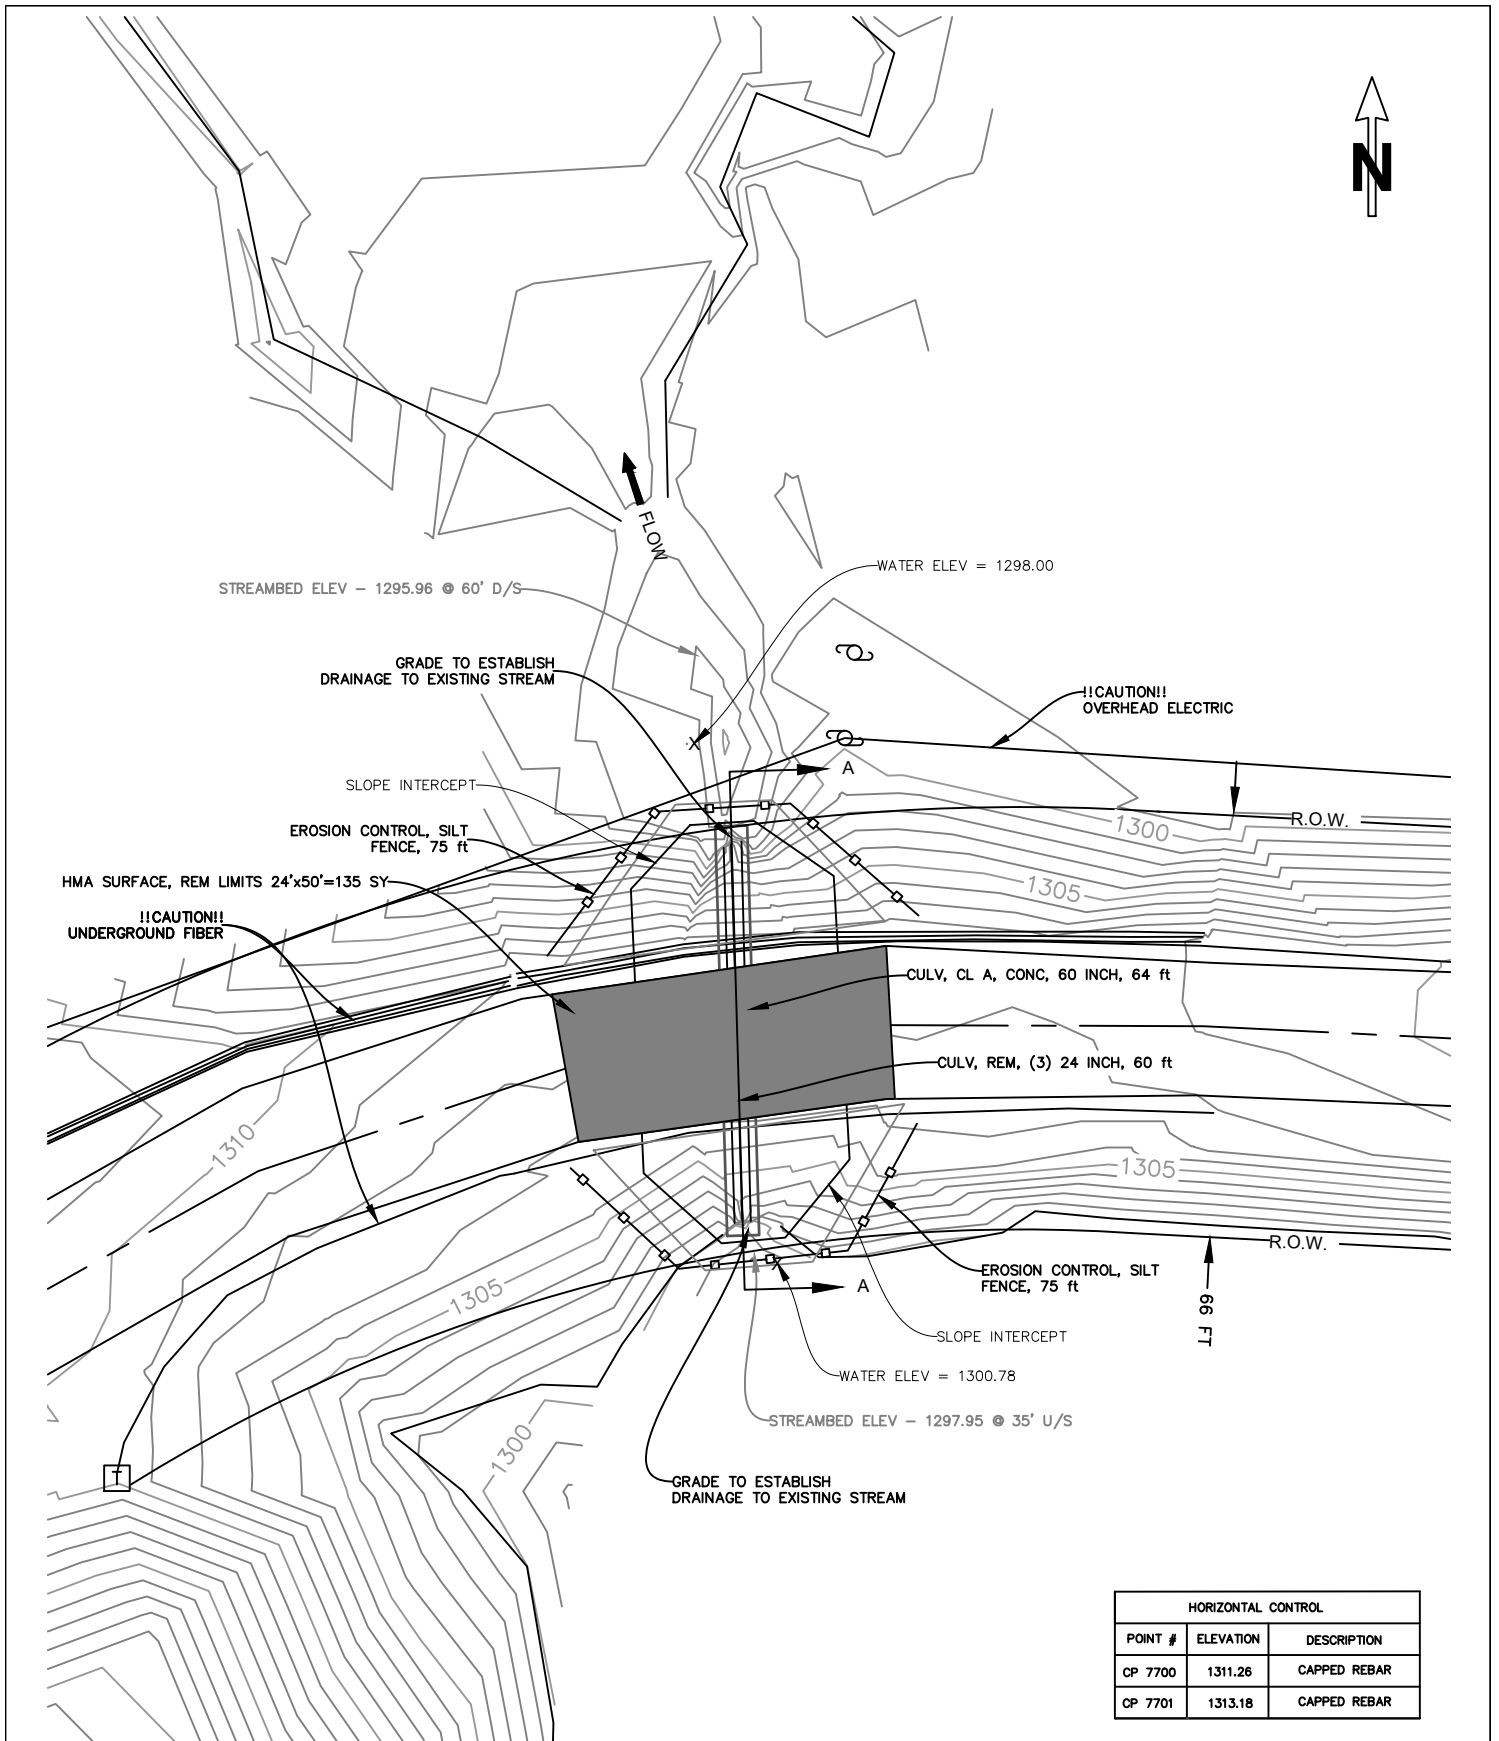 N
FLOW
WATER ELEV = 1298.00
STREAMBED ELEV – 1295.96 @ 60' D/S
GRADE TO ESTABLISH
DRAINAGE TO EXISTING STREAM
!!CAUTION!!
OVERHEAD ELECTRIC
X
A
SLOPE INTERCEPT
R.O.W.
1300
EROSION CONTROL, SILT
FENCE, 75 ft
HMA SURFACE, REM LIMITS 24'x50'=135 SY
1305
!!CAUTION!!
UNDERGROUND FIBER
CULV, CL A, CONC, 60 INCH, 64 ft
CULV, REM, (3) 24 INCH, 60 ft
1310
1305
R.O.W.
X
EROSION CONTROL, SILT
FENCE, 75 ft
A
1305
66 FT
SLOPE INTERCEPT
WATER ELEV = 1300.78
STREAMBED ELEV – 1297.95 @ 35' U/S
1300
T
GRADE TO ESTABLISH
DRAINAGE TO EXISTING STREAM
HORIZONTAL CONTROL
POINT # ELEVATION DESCRIPTION
CP 7700 1311.26 CAPPED REBAR
CP 7701 1313.18 CAPPED REBAR